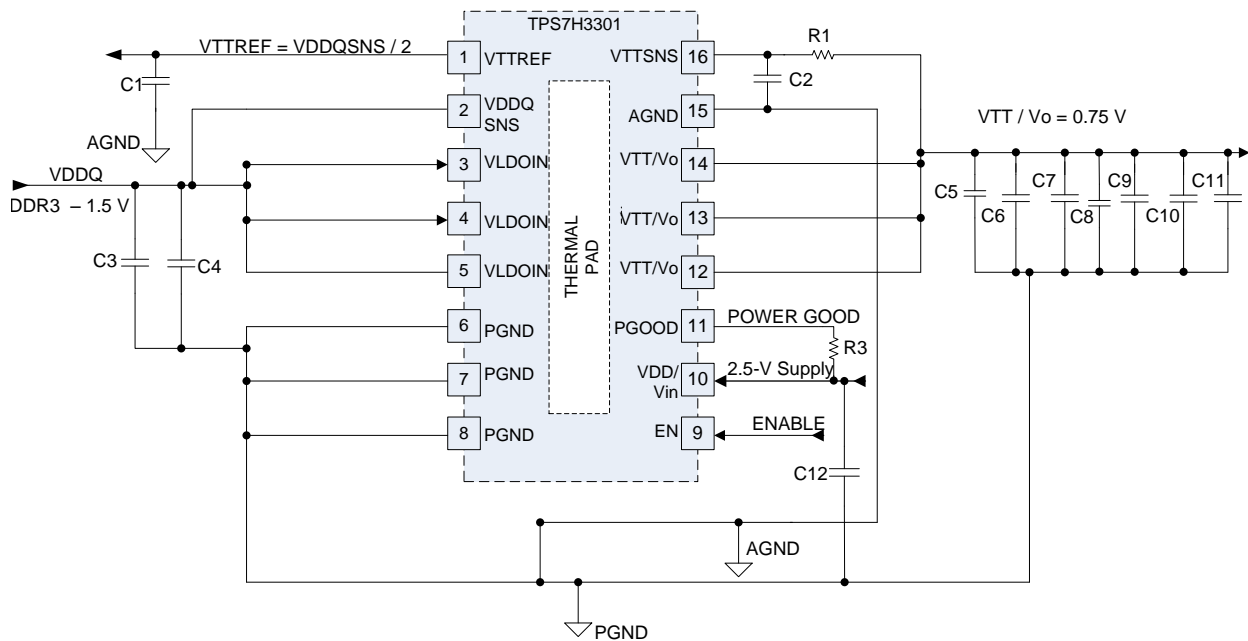 TPS7H3301
VTTREF = VDDQSNS / 2
1
VTTREF
C1
AGND
2
VDDQ
SNS
VDDQ
DDR3 – 1.5 V
3
VLDOIN
4
VLDOIN
5
VLDOIN
C3
C4
6
PGND
7
PGND
8
PGND
THERMAL
PAD
VTTSNS
16
R1
C2
AGND
15
VTT / Vo = 0.75 V
VTT/Vo
14
VTT/Vo
13
VTT/Vo
12
C5
C6
C7
C8
C9
C10
C11
PGOOD
11
POWER GOOD
R3
VDD/
Vin
10
2.5-V Supply
EN
9
ENABLE
C12
AGND
PGND